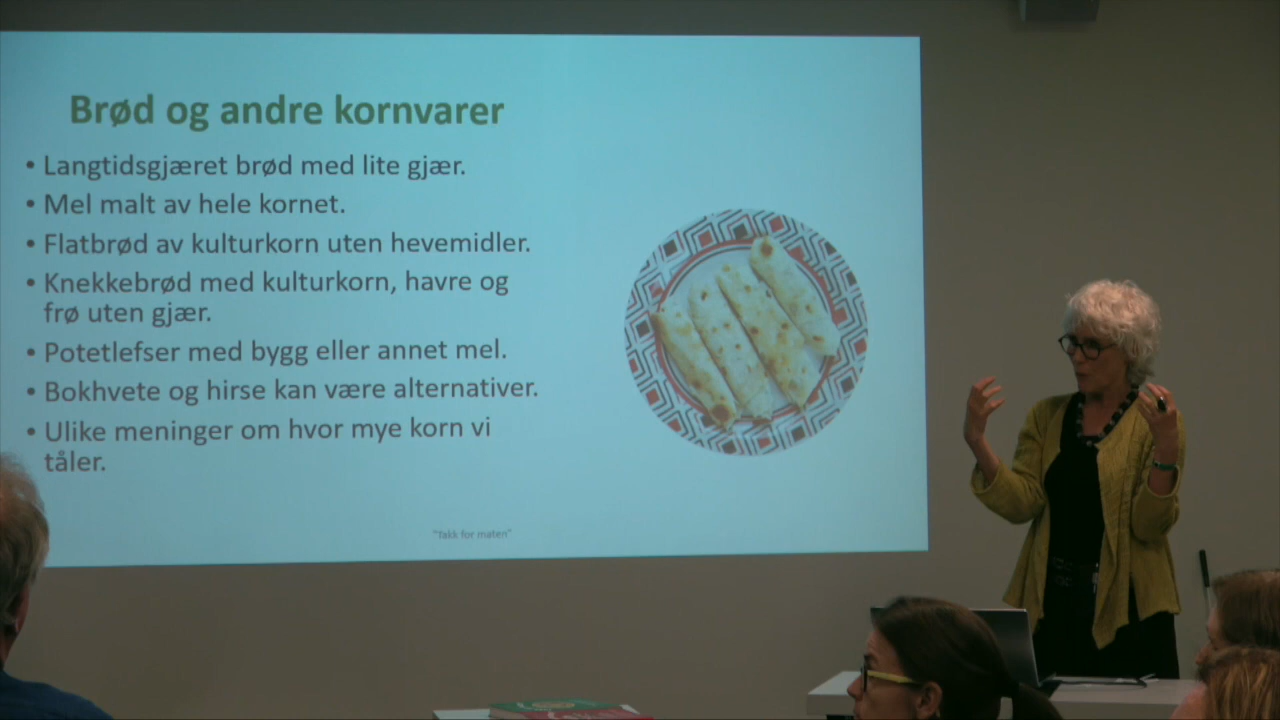 Brød og andre kornvarer
• Langtidsgjæret brød med lite gjær.
• Mel malt av hele kornet.
• Flatbrød av kulturkorn uten hevemidler.
• Knekkebrød med kulturkorn, havre og
frø uten gjær.
• Potetlefser med bygg eller annet mel.
• Bokhvete og hirse kan være alternativer.
• Ulike meninger om hvor mye korn vi
tåler.
"Takk for maten"